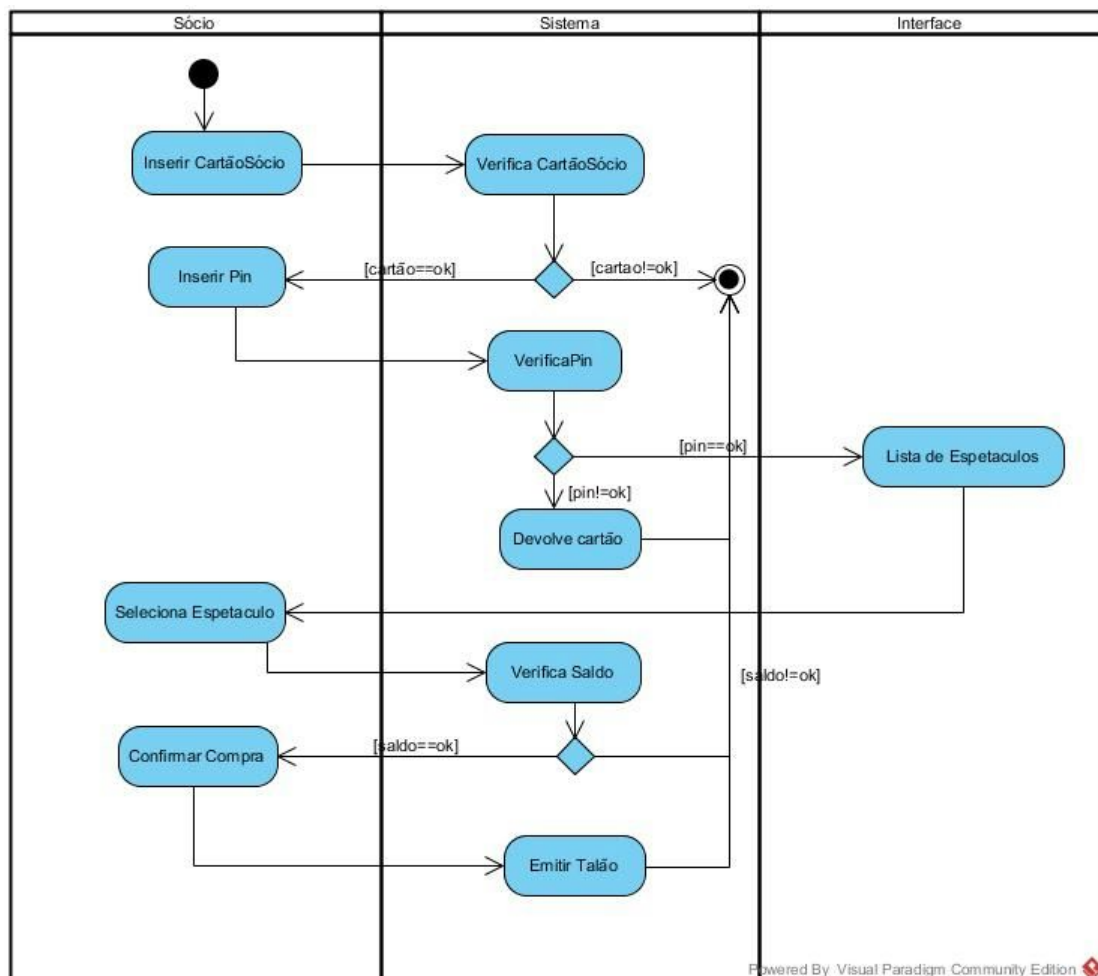 Sócio
Sistema
Interface
Inserir CartãoSócio
Verifica CartãoSócio
Inserir Pin
[cartão==ok]
[cartao!=ok]
VerificaPin
[pin==ok]
Lista de Espetaculos
[pin!=ok]
Devolve cartão
Seleciona Espetaculo
Verifica Saldo
[saldo!=ok]
Confirmar Compra
[saldo==ok]
Emitir Talão
Powered By Visual Paradigm Community Edition